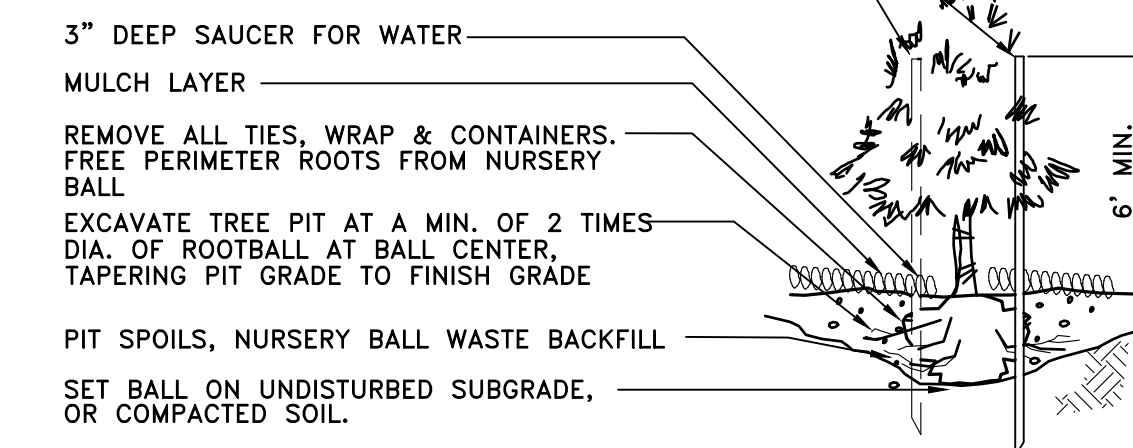 3” DEEP SAUCER FOR WATER
MULCH LAYER
REMOVE ALL TIES, WRAP & CONTAINERS.
FREE PERIMETER ROOTS FROM NURSERY
BALL
EXCAVATE TREE PIT AT A MIN. OF 2 TIMES
DIA. OF ROOTBALL AT BALL CENTER,
TAPERING PIT GRADE TO FINISH GRADE
PIT SPOILS, NURSERY BALL WASTE BACKFILL
SET BALL ON UNDISTURBED SUBGRADE,
OR COMPACTED SOIL.
6' MIN.